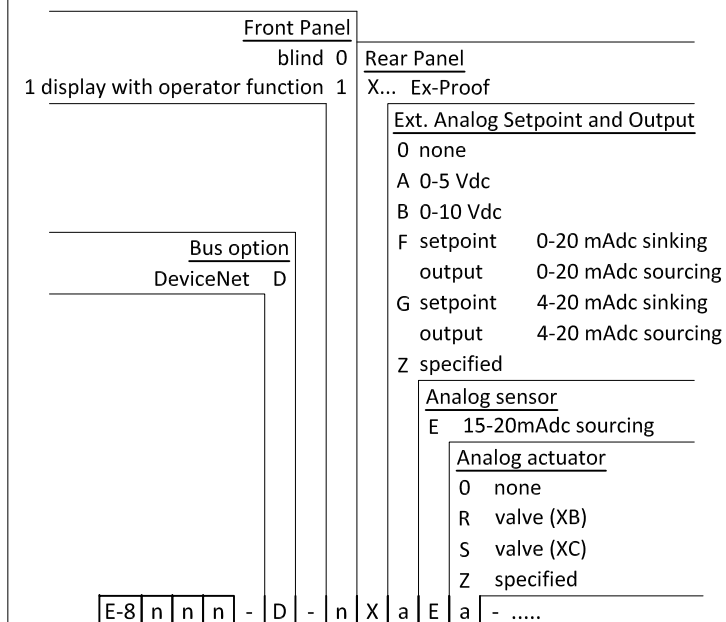 Front Panel
blind 0
1 display with operator function 1
Rear Panel
X... Ex-Proof
Ext. Analog Setpoint and Output
0 none
A 0-5 Vdc
B 0-10 Vdc
F setpoint 0-20 mAdc sinking
output 0-20 mAdc sourcing
G setpoint 4-20 mAdc sinking
output 4-20 mAdc sourcing
Z specified
Bus option
DeviceNet D
Analog sensor
E 15-20mAdc sourcing
Analog actuator
0 none
R valve (XB)
S valve (XC)
Z specified
E-8 n n n - D - n X a E a - .....